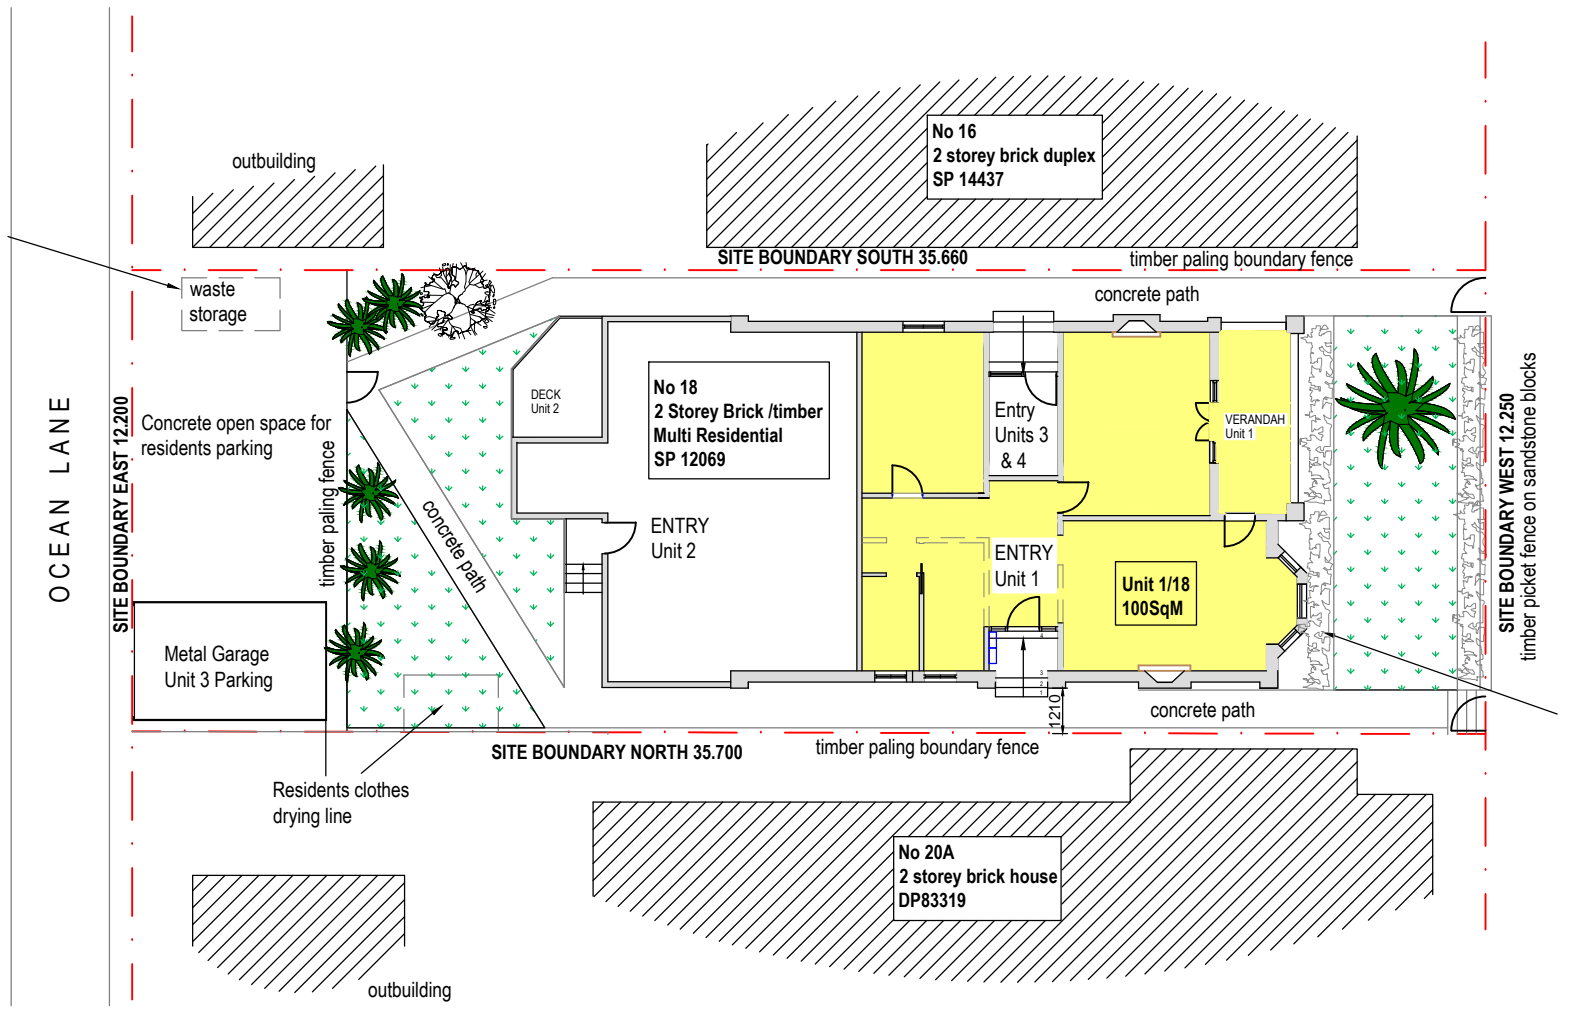 No 16
2 storey brick duplex
SP 14437
outbuilding
SITE BOUNDARY SOUTH 35.660
timber paling boundary fence
waste
storage
concrete path
OCEAN LANE
SITE BOUNDARY EAST 12.200
Concrete open space for
residents parking
timber paling fence
concrete path
DECK
Unit 2
No 18
2 Storey Brick /timber
Multi Residential
SP 12069
ENTRY
Unit 2
Entry
Units 3
& 4
VERANDAH
Unit 1
ENTRY
Unit 1
Unit 1/18
100SqM
4
3
2
1
1210
SITE BOUNDARY WEST 12.250
timber picket fence on sandstone blocks
Metal Garage
Unit 3 Parking
concrete path
SITE BOUNDARY NORTH 35.700
timber paling boundary fence
Residents clothes
drying line
No 20A
2 storey brick house
DP83319
outbuilding